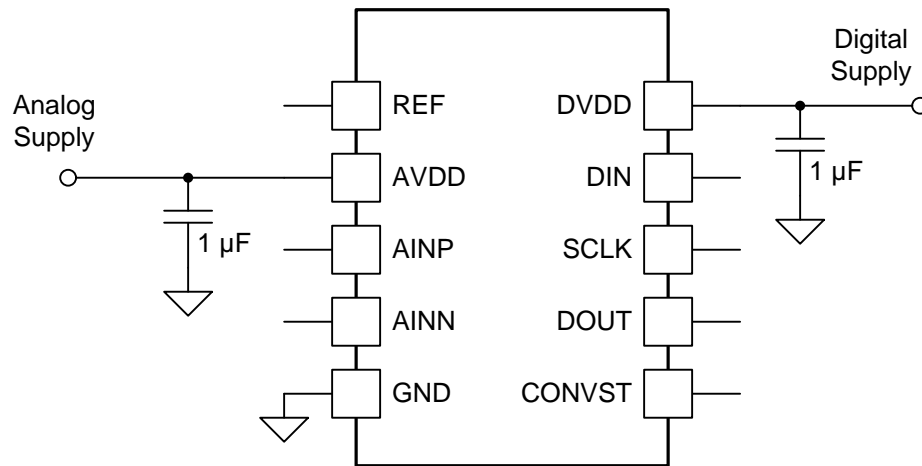 Analog
Supply
1 µF
REF
AVDD
AINP
AINN
GND
DVDD
DIN
SCLK
DOUT
CONVST
Digital
Supply
1 µF